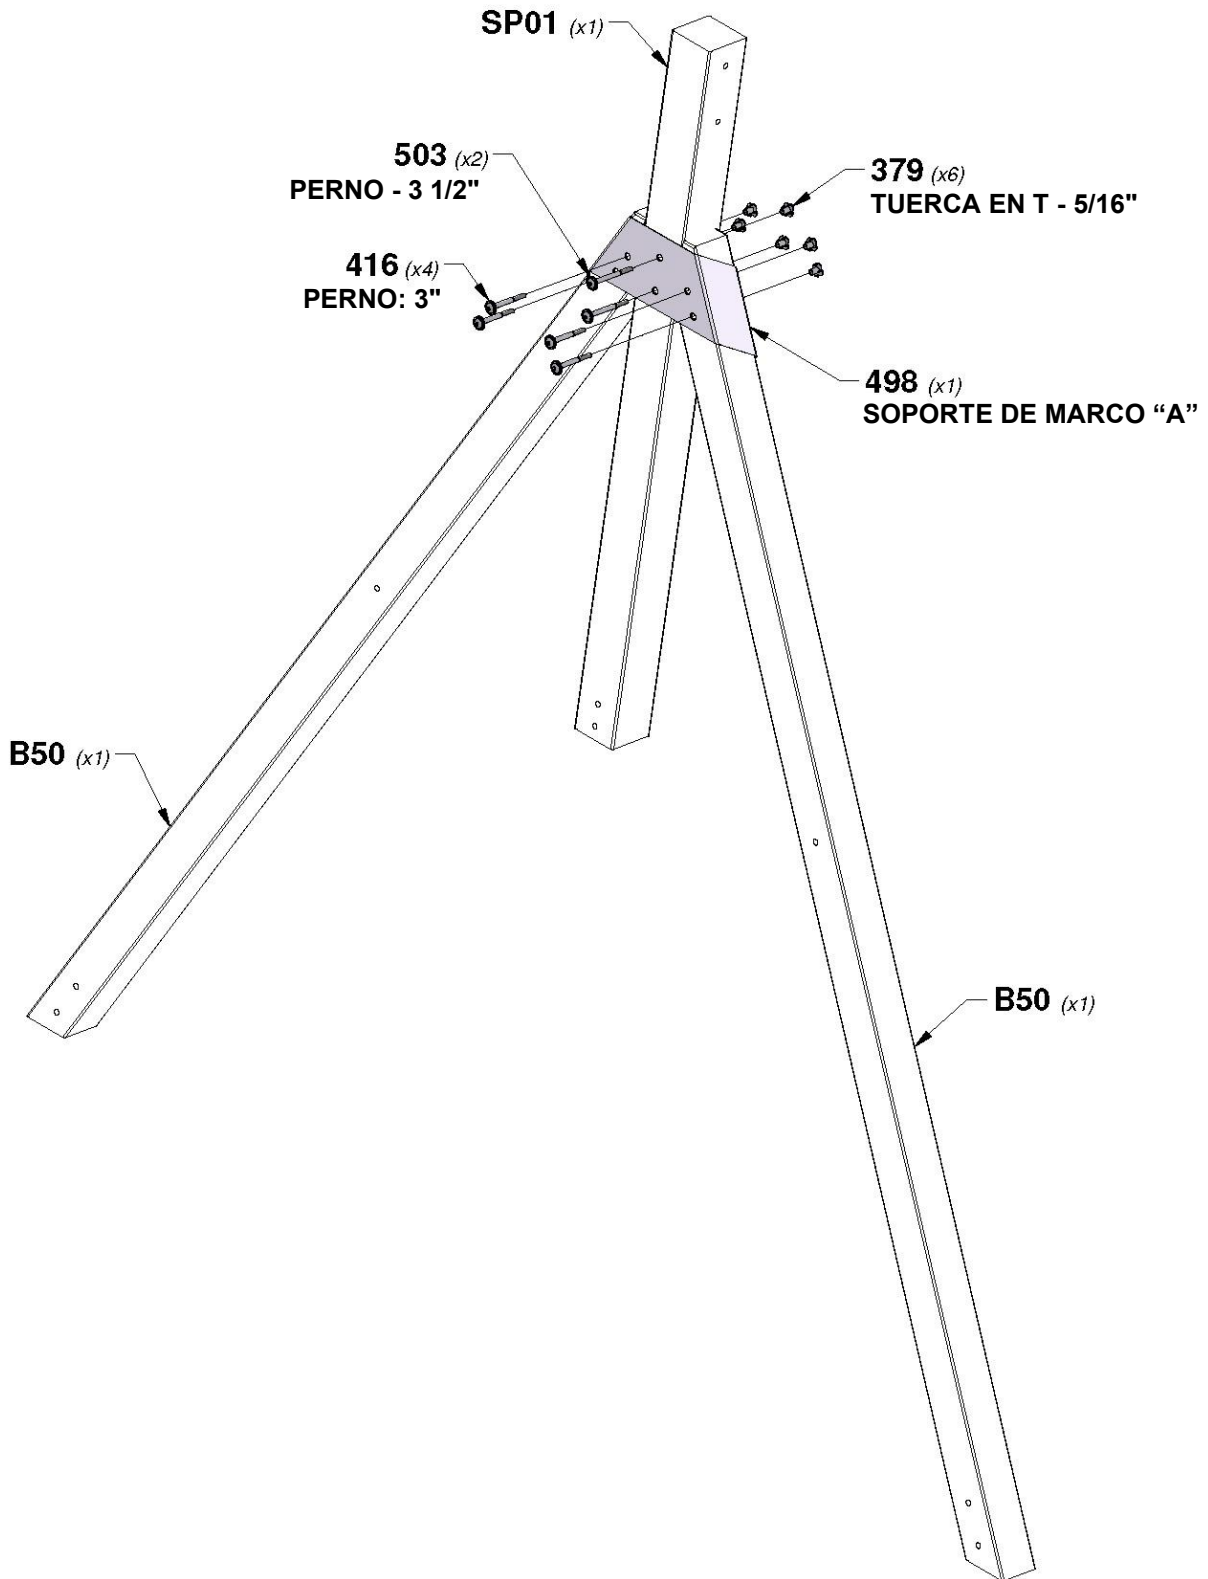 SP01 (x1)
503 (x2)
PERNO - 3 1/2"
379 (x6)
TUERCA EN T - 5/16"
416 (x4)
PERNO: 3"
498 (x1)
SOPORTE DE MARCO “A”
B50 (x1)
B50 (x1)